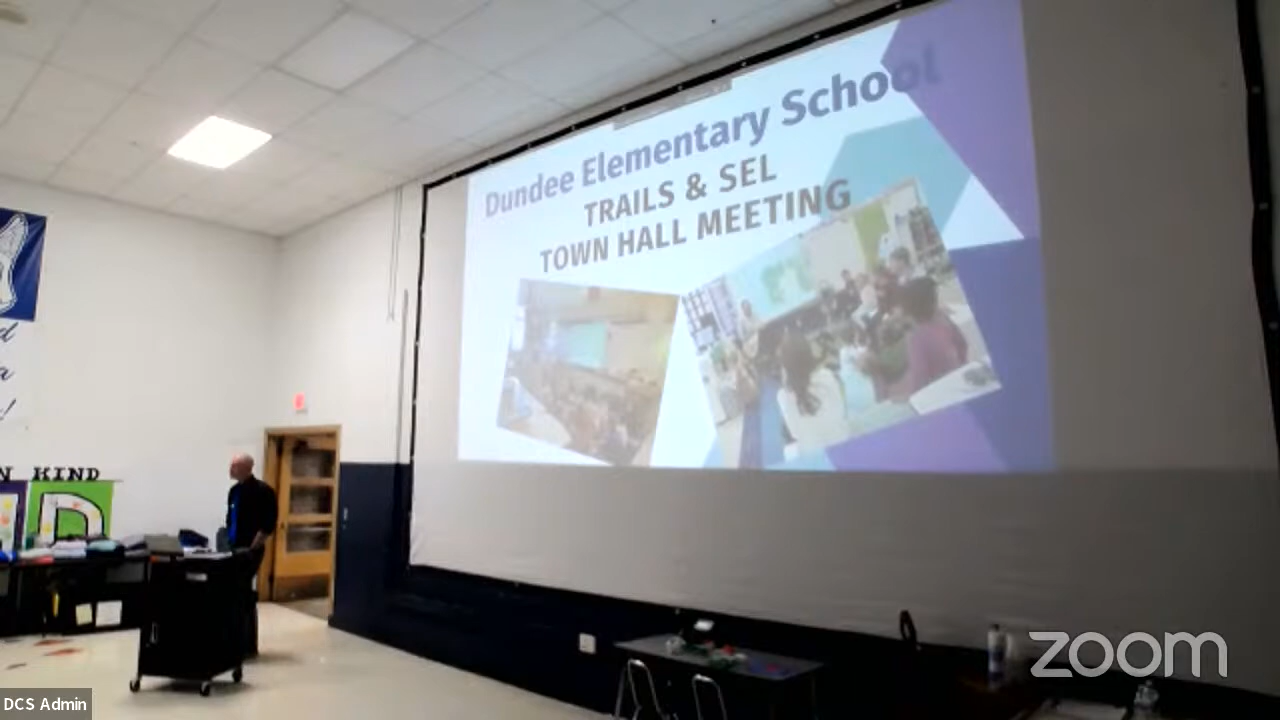 Dundee Elementary School
TRAILS & SEL
TOWN HALL MEETING
N KIND
D
zoom
DCS Admin